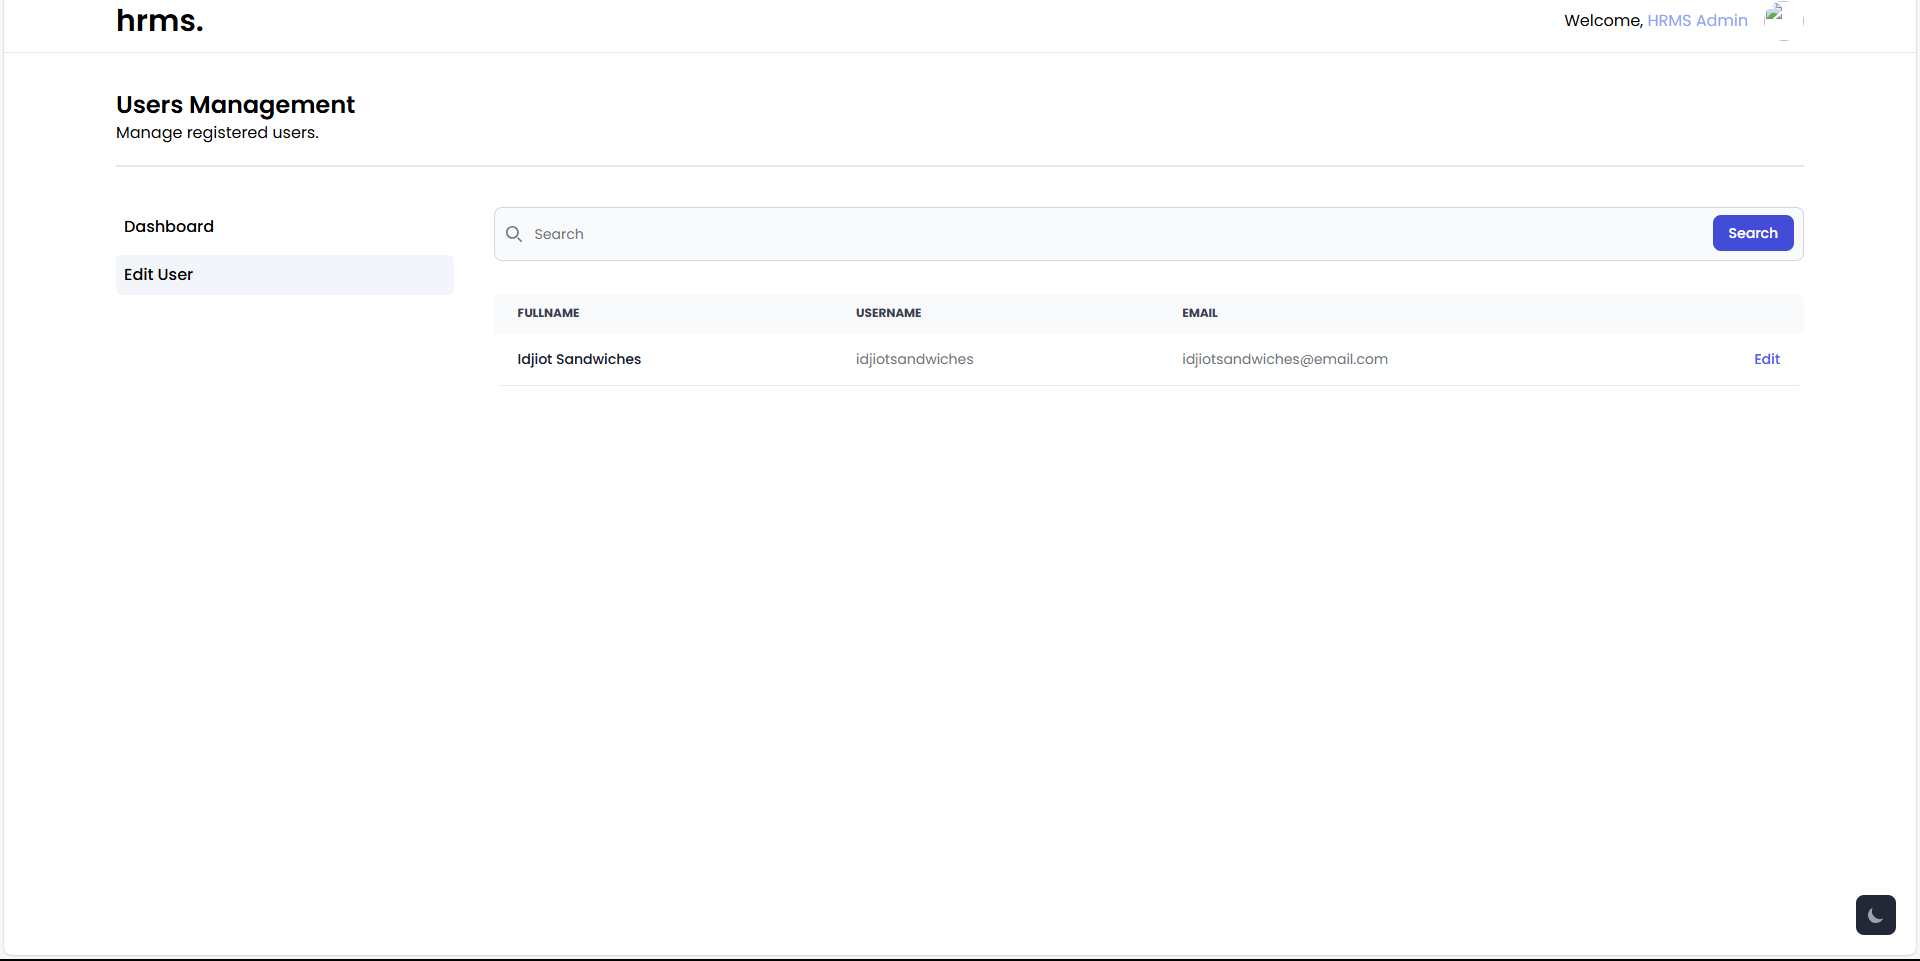 hrms.
Welcome, HRMS Admin
Users Management
Manage registered users.
Dashboard
Edit User
Search
Search
FULLNAME USERNAME EMAIL
Idjiot Sandwiches idjiotsandwiches idjiotsandwiches@email.com Edit